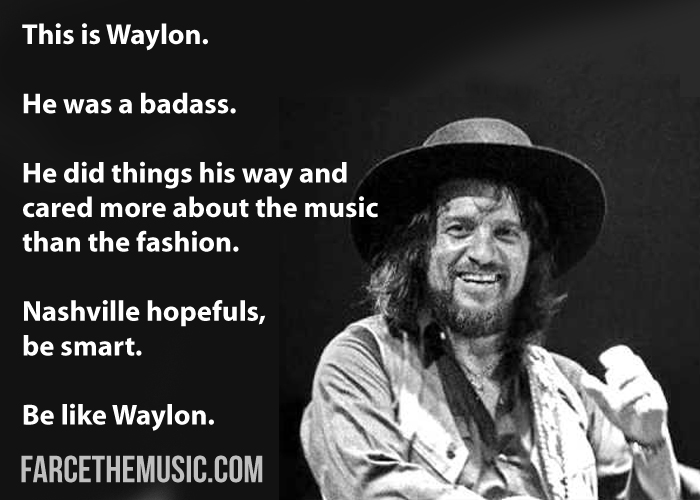 This is Waylon.
He was a badass.
He did things his way and
cared more about the music
than the fashion.
Nashville hopefuls,
be smart.
Be like Waylon.
FARCETHEMUSIC.COM